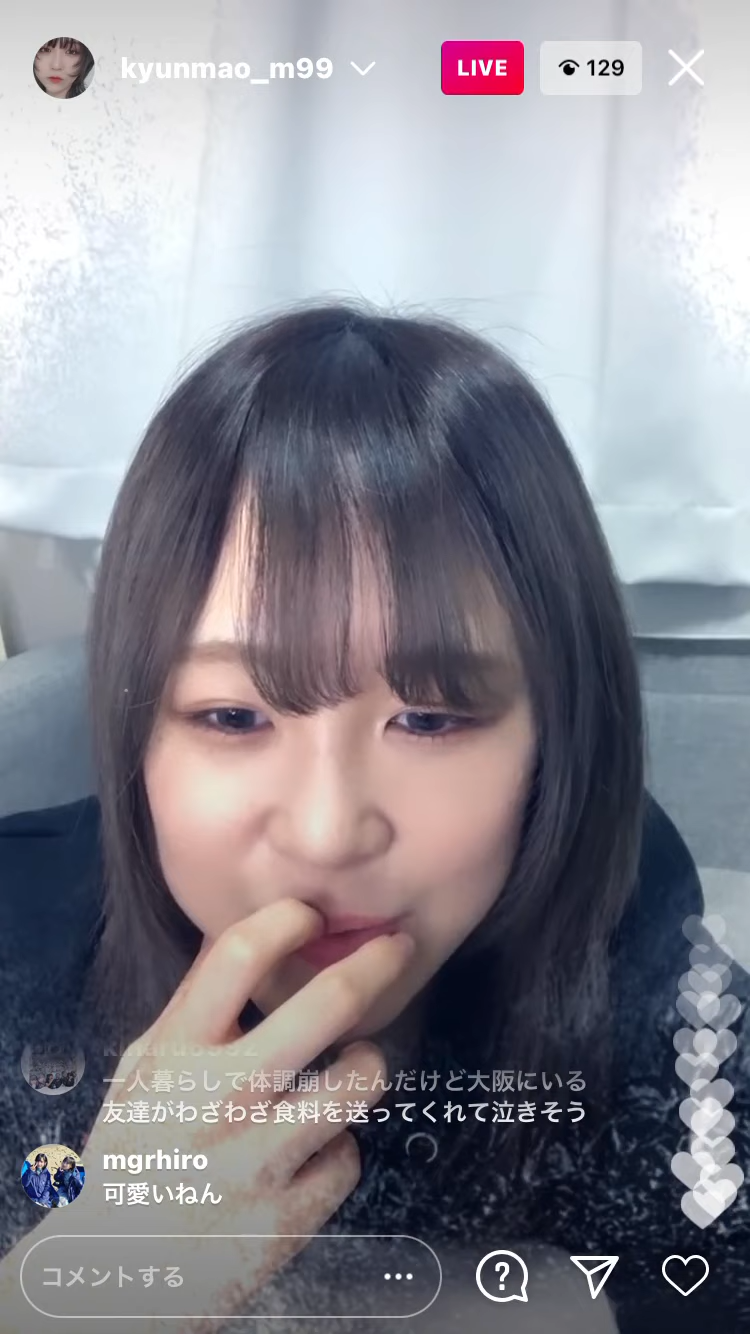 kyunmao_m99
LIVE
129
一人暮らしで体調崩したんだけど大阪にいる
友達がわざわざ食料を送ってくれて泣きそう
mgrhiro
可愛いねん
コメントする